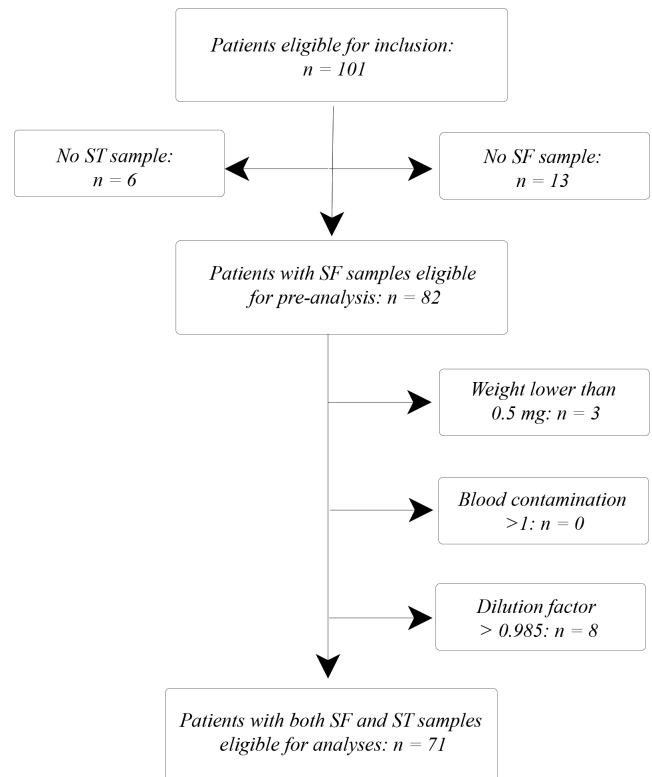 Patients eligible for inclusion:
n = 101
No ST sample:
n = 6
No SF sample:
n = 13
Patients with SF samples eligible
for pre-analysis: n = 82
Weight lower than
0.5 mg: n = 3
Blood contamination
>1: n = 0
Dilution factor
> 0.985: n = 8
Patients with both SF and ST samples
eligible for analyses: n = 71